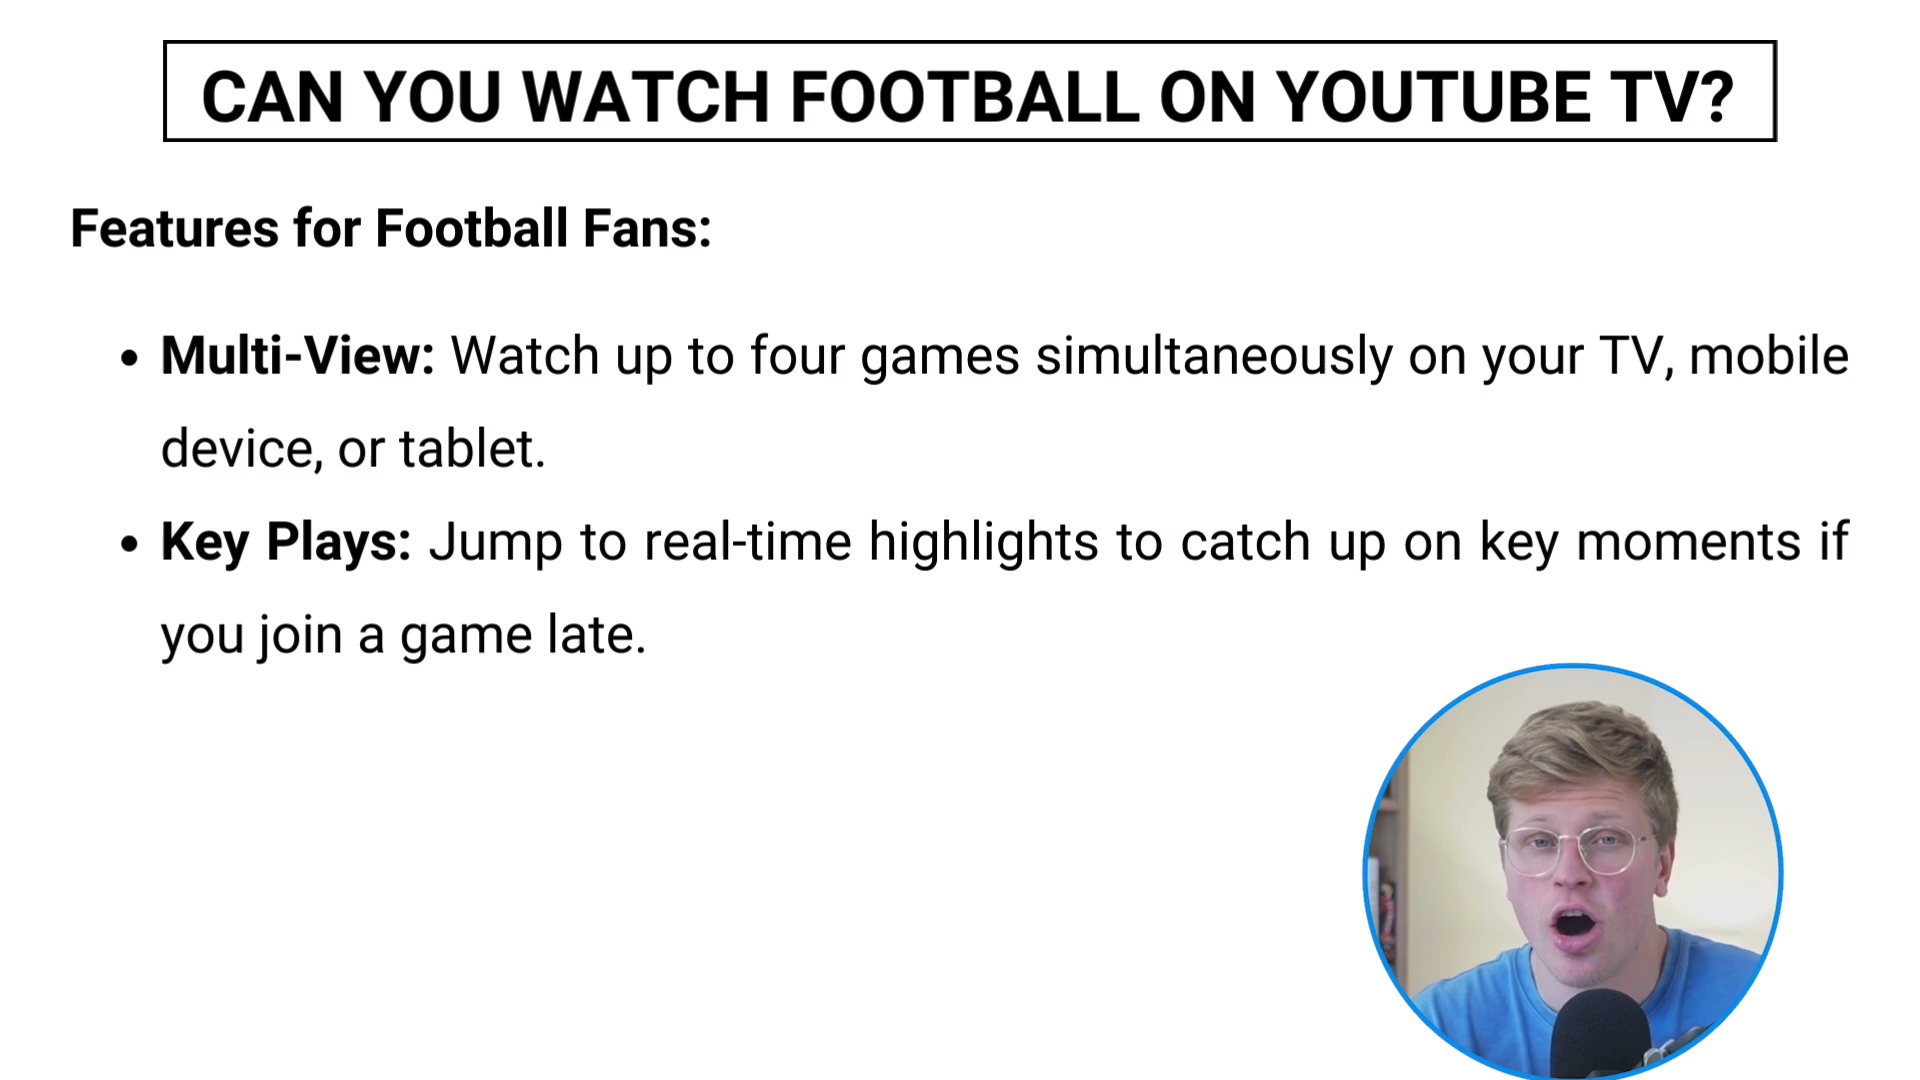 CAN YOU WATCH FOOTBALL ON YOUTUBE TV?
Features for Football Fans:
• Multi-View: Watch up to four games simultaneously on your TV, mobile
device, or tablet.
• Key Plays: Jump to real-time highlights to catch up on key moments if
you join a game late.